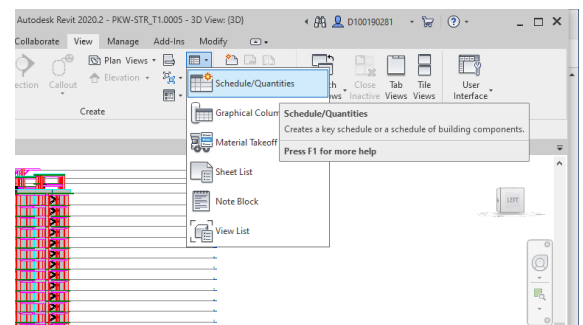 Autodesk Revit 2020.2 - PKW-STR_T1.0005 - 3D View: {3D}
D100190281
Collaborate View Manage Add-Ins Modify
Plan Views
Elevation
Callout
Create
Close Tab Tile User
Inactive Views Views Interface
Schedule/Quantities
Graphical Colum
Material Takeoff
Sheet List
Note Block
View List
Schedule/Quantities
Creates a key schedule or a schedule of building components.
Press F1 for more help
LEFT